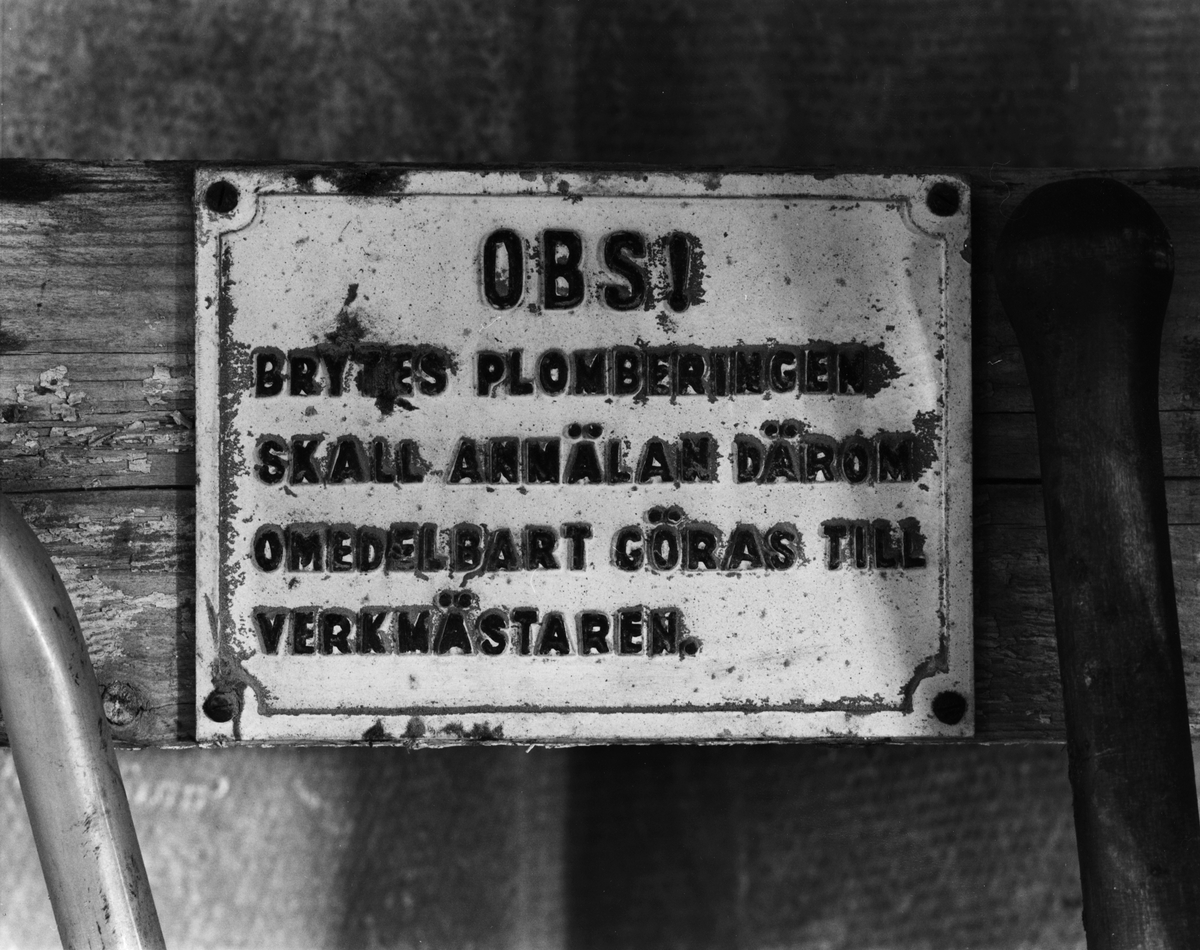 OBS!
BRYTES PLOMBERINGEN
SKALL ANMÄLAN DÄROM
OMEDELBART GÖRAS TILL
VERKMÄSTAREN.